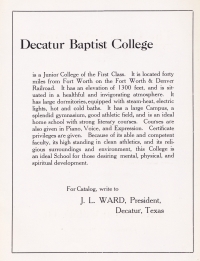 Decatur Baptist College
is a Junior College of the First Class. It is located forty
miles from Fort Worth on the Fort Worth & Denver
Railroad. It has an elevation of 1300 feet, and is sit-
uated in a healthful and invigorating atmosphere. It
has large dormitories, equipped with steam-heat, electric
lights, hot and cold baths. It has a large Campus, a
splendid gymnasium, good athletic field, and is an ideal
home school with strong literary courses. Courses are
also given in Piano, Voice, and Expression. Certificate
privileges are given. Because of its able and competent
faculty, its high standing in clean athletics, and its reli-
gious surroundings and environment, this College is
an ideal School for those desiring mental, physical, and
spiritual development.
For Catalog, write to
J. L. WARD, President,
Decatur, Texas